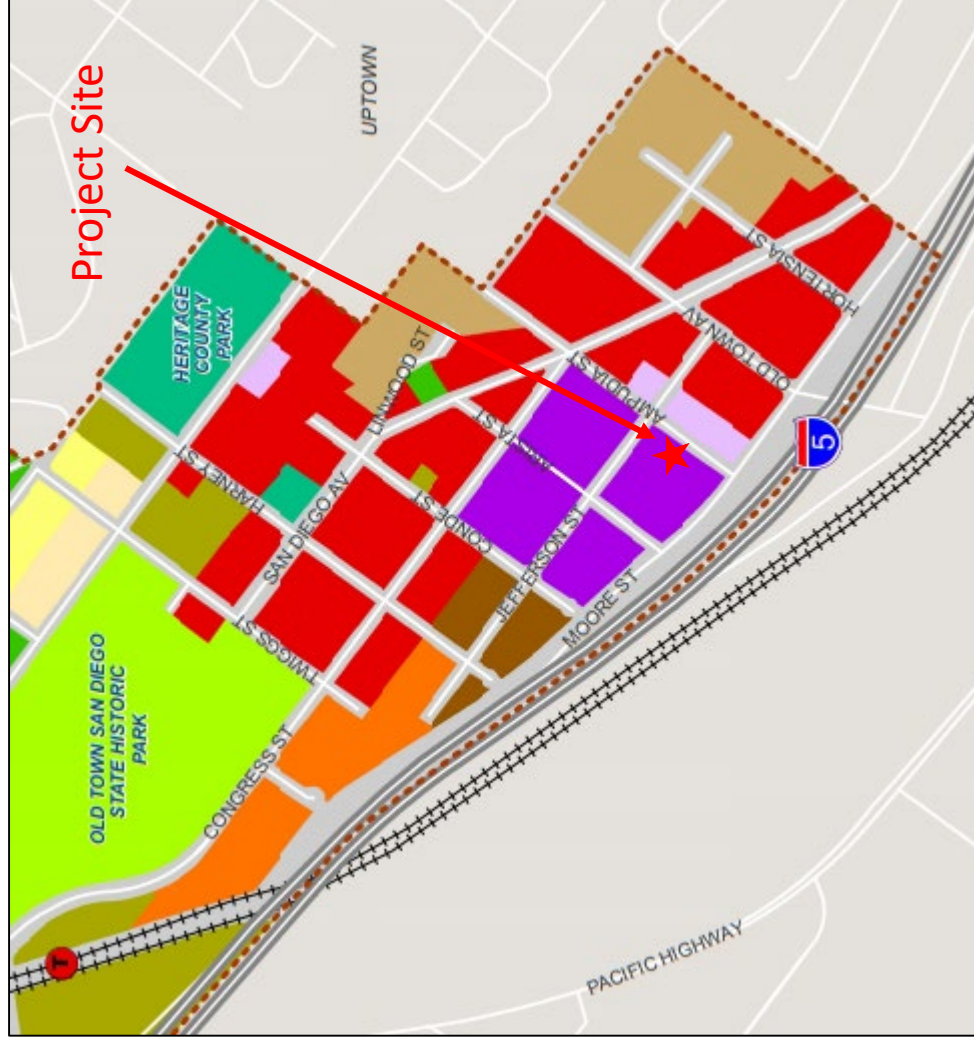 Project Site
UPTOWN
HERITAGE
COUNTY
PARK
LINWOOD ST
HARNEY ST
SAN DIEGO AV
HORTENSIA ST
OLD TOWN AV
AMPUDIA ST
ARISTA ST
CONDE ST
TWIGGS ST
JEFFERSON ST
MOORE ST
OLD TOWN SAN DIEGO
STATE HISTORIC
PARK
CONGRESS ST
5
T
PACIFIC HIGHWAY